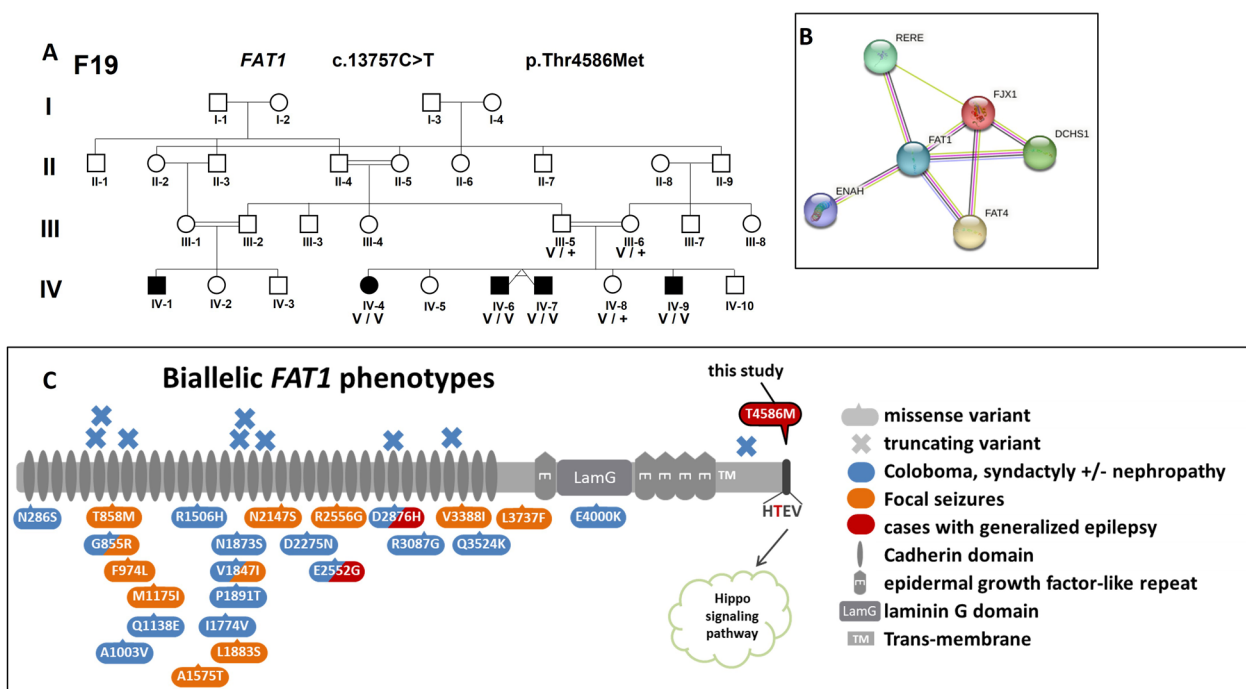 A
F19
FAT1
c.13757C>T
p.Thr4586Met
I
I-1
I-2
I-3
I-4
II
II-1
II-2
II-3
II-4
II-5
II-6
II-7
II-8
II-9
III
III-1
III-2
III-3
III-4
III-5
III-6
III-7
III-8
V / +
V / +
IV
IV-1
IV-2
IV-3
IV-4
IV-5
IV-6
IV-7
IV-8
IV-9
IV-10
V / V
V / V
V / V
V / +
V / V
B
RERE
FJX1
DCHS1
FAT1
ENAH
FAT4
C
Biallelic FAT1 phenotypes
this study
T4586M
E
LamG
E
E
E
E
TM
HTEV
N286S
T858M
R1506H
N2147S
R2556G
D2876H
V3388I
L3737F
E4000K
G855R
N1873S
D2275N
R3087G
Q3524K
F974L
V1847I
E2552G
M1175I
P1891T
Q1138E
I1774V
A1003V
L1883S
A1575T
Hippo
signaling
pathway
missense variant
truncating variant
Coloboma, syndactyly +/- nephropathy
Focal seizures
cases with generalized epilepsy
Cadherin domain
E
epidermal growth factor-like repeat
LamG
laminin G domain
TM
Trans-membrane